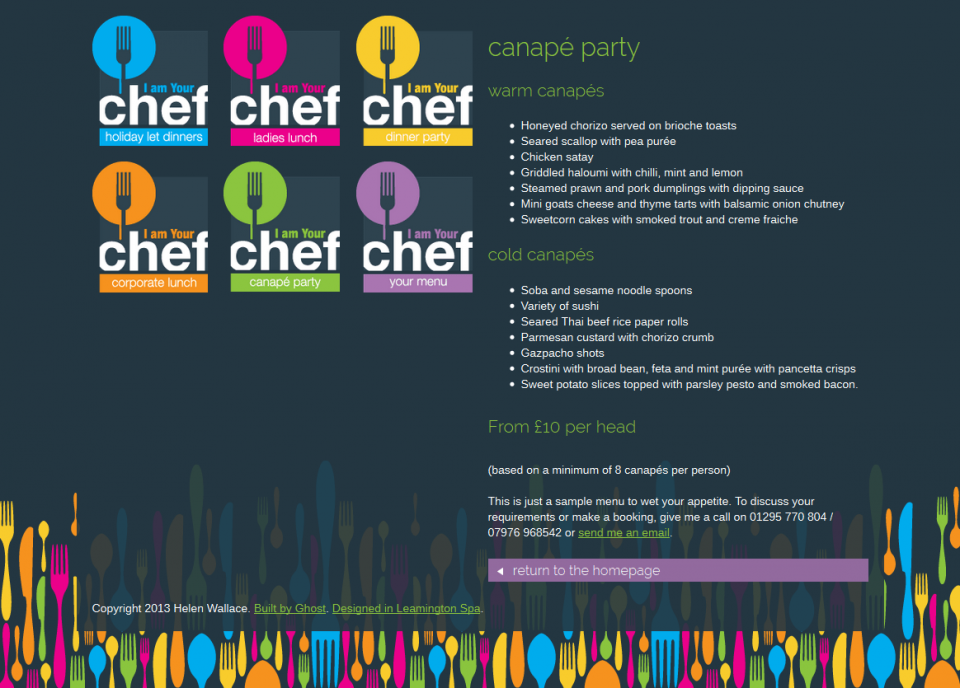 I am Your
chef
holiday let dinners
I am Your
chef
ladies lunch
I am Your
chef
dinner party
I am Your
chef
corporate lunch
I am Your
chef
canapé party
I am Your
chef
your menu
canapé party
warm canapés
Honeyed chorizo served on brioche toasts
Seared scallop with pea purée
Chicken satay
Griddled haloumi with chilli, mint and lemon
Steamed prawn and pork dumplings with dipping sauce
Mini goats cheese and thyme tarts with balsamic onion chutney
Sweetcorn cakes with smoked trout and creme fraiche
cold canapés
Soba and sesame noodle spoons
Variety of sushi
Seared Thai beef rice paper rolls
Parmesan custard with chorizo crumb
Gazpacho shots
Crostini with broad bean, feta and mint purée with pancetta crisps
Sweet potato slices topped with parsley pesto and smoked bacon.
From £10 per head
(based on a minimum of 8 canapés per person)
This is just a sample menu to wet your appetite. To discuss your
requirements or make a booking, give me a call on 01295 770 804 /
07976 968542 or send me an email.
return to the homepage
Copyright 2013 Helen Wallace. Built by Ghost. Designed in Leamington Spa.